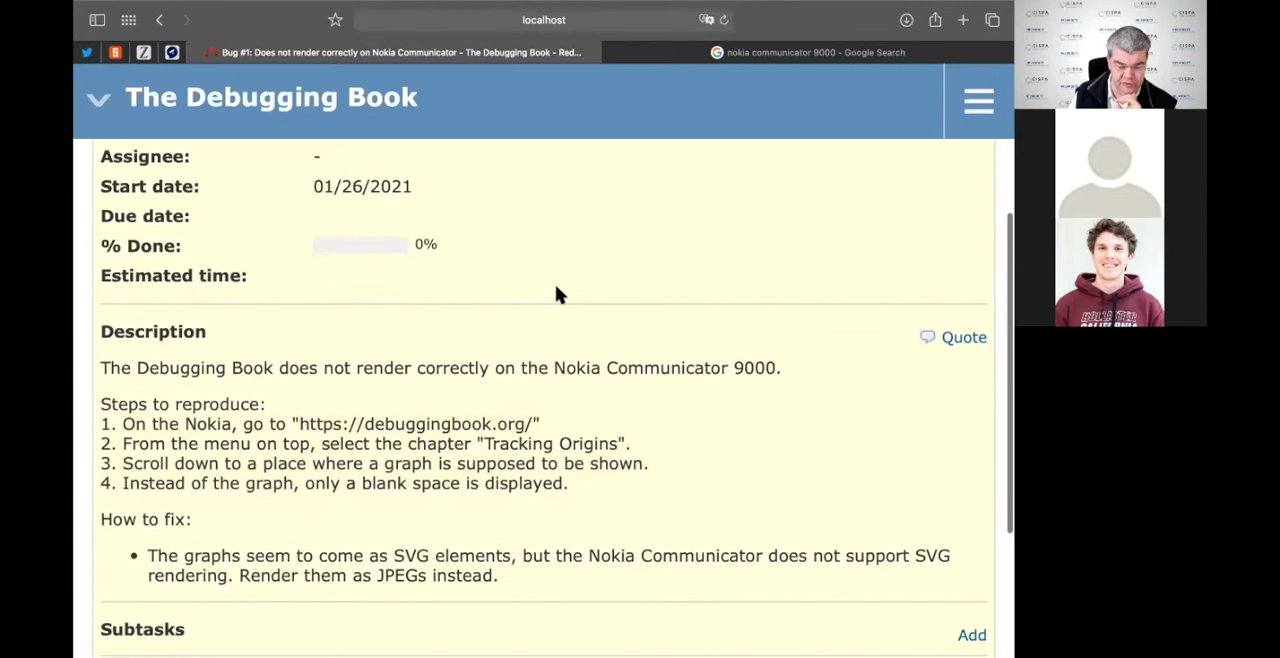 localhost
Bug #1: Does not render correctly on Nokia Communicator - The Debugging Book - Red...
nokia communicator 9000 - Google Search
The Debugging Book
Assignee: -
Start date: 01/26/2021
Due date:
% Done: 0%
Estimated time:
Description
Quote
The Debugging Book does not render correctly on the Nokia Communicator 9000.
Steps to reproduce:
1. On the Nokia, go to "https://debuggingbook.org/"
2. From the menu on top, select the chapter "Tracking Origins".
3. Scroll down to a place where a graph is supposed to be shown.
4. Instead of the graph, only a blank space is displayed.
How to fix:
• The graphs seem to come as SVG elements, but the Nokia Communicator does not support SVG
rendering. Render them as JPEGs instead.
Subtasks
Add
CISPA
HOLLISTER
CALIFORNIA